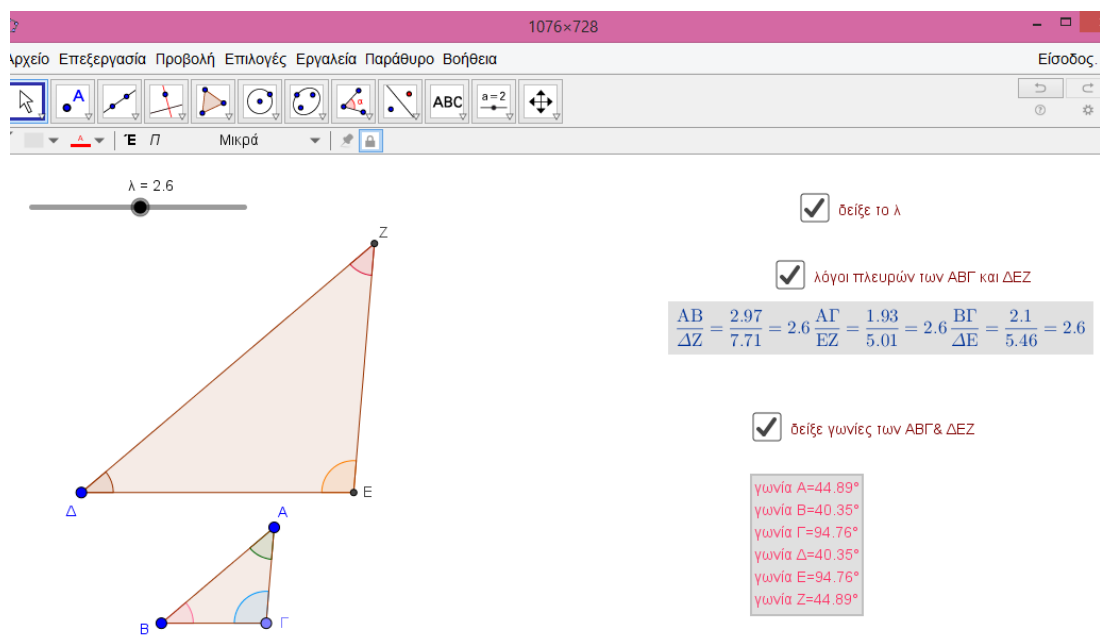 1076×728
Αρχείο Επεξεργασία Προβολή Επιλογές Εργαλεία Παράθυρο Βοήθεια Είσοδος.
A α ABC a=2
A Έ Π Μικρά
λ = 2.6
δείξε το λ
Ζ
λόγοι πλευρών των ΑΒΓ και ΔΕΖ
ΑΒ/ΔΖ = 2.97/7.71 = 2.6 ΑΓ/ΕΖ = 1.93/5.01 = 2.6 ΒΓ/ΔΕ = 2.1/5.46 = 2.6
δείξε γωνίες των ΑΒΓ& ΔΕΖ
Δ
Ε
Α
Β
Γ
γωνία Α=44.89°
γωνία Β=40.35°
γωνία Γ=94.76°
γωνία Δ=40.35°
γωνία Ε=94.76°
γωνία Ζ=44.89°